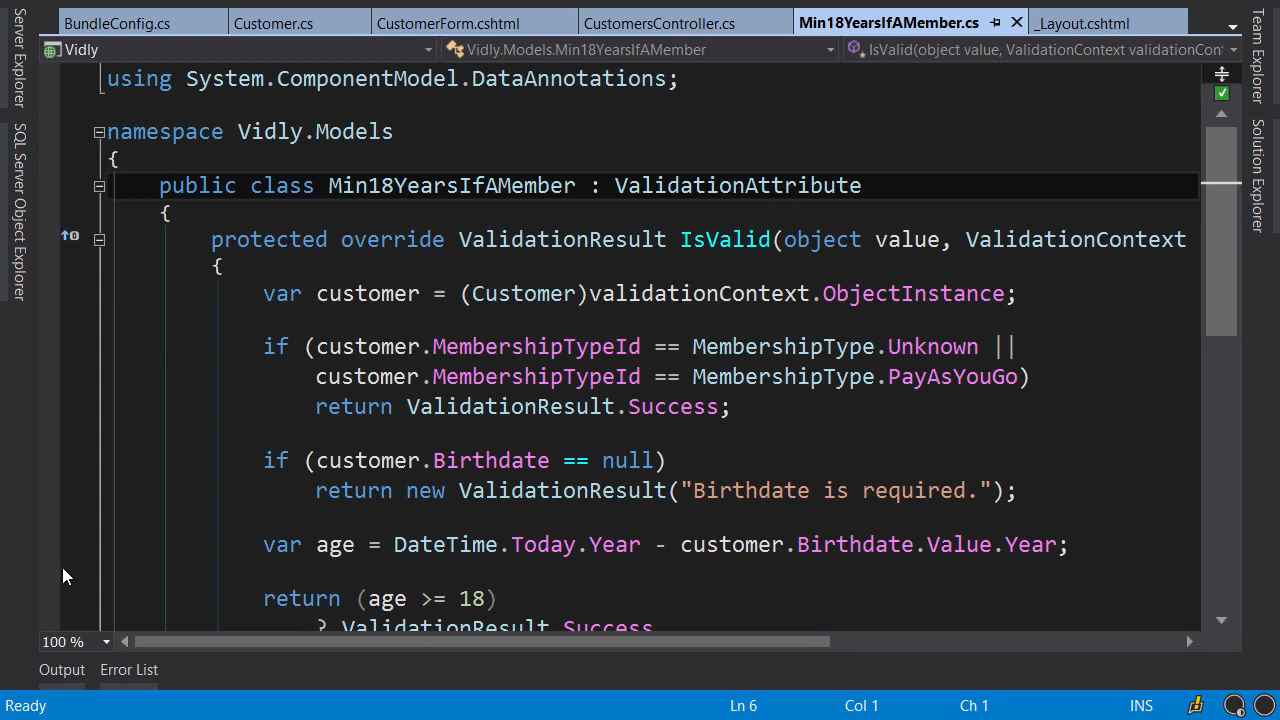 BundleConfig.cs Customer.cs CustomerForm.cshtml CustomersController.cs Min18YearsIfAMember.cs _Layout.cshtml
Vidly Vidly.Models.Min18YearsIfAMember IsValid(object value, ValidationContext validationCont
Server Explorer
SQL Server Object Explorer
using System.ComponentModel.DataAnnotations;
namespace Vidly.Models
{
public class Min18YearsIfAMember : ValidationAttribute
{
protected override ValidationResult IsValid(object value, ValidationContext
{
var customer = (Customer)validationContext.ObjectInstance;
if (customer.MembershipTypeId == MembershipType.Unknown ||
customer.MembershipTypeId == MembershipType.PayAsYouGo)
return ValidationResult.Success;
if (customer.Birthdate == null)
return new ValidationResult("Birthdate is required.");
var age = DateTime.Today.Year - customer.Birthdate.Value.Year;
return (age >= 18)
? ValidationResult.Success
Team Explorer
Solution Explorer
100 %
Output Error List
Ready Ln 6 Col 1 Ch 1 INS